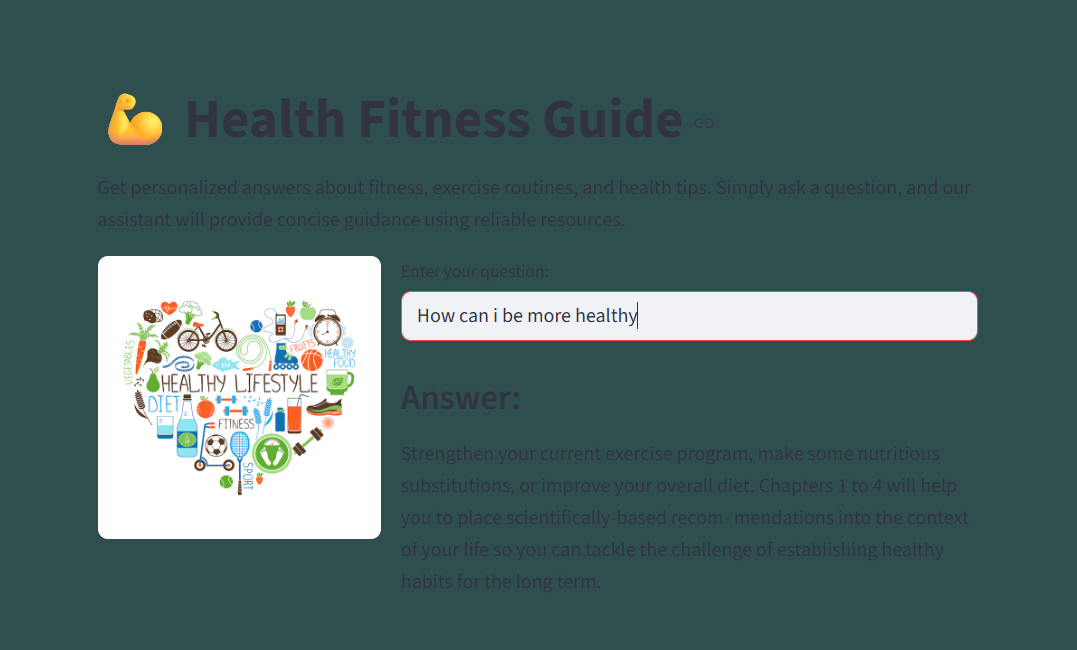 💪 Health Fitness Guide
Get personalized answers about fitness, exercise routines, and health tips. Simply ask a question, and our
assistant will provide concise guidance using reliable resources.
VEGETABLES
FRUITS
HEALTHY
FOOD
HEALTHY LIFESTYLE
DIET
FITNESS
SPORT
Enter your question:
How can i be more healthy
Answer:
Strengthen your current exercise program, make some nutritious
substitutions, or improve your overall diet. Chapters 1 to 4 will help
you to place scientifically-based recom- mendations into the context
of your life so you can tackle the challenge of establishing healthy
habits for the long term.